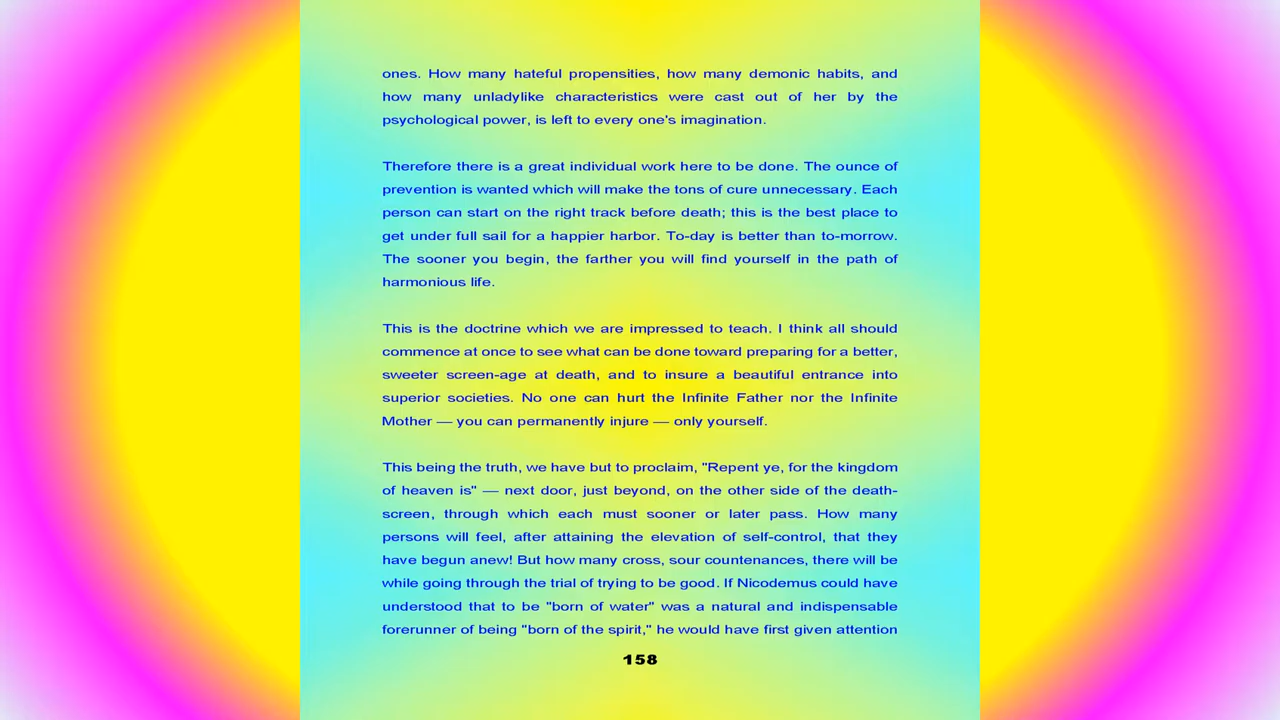 ones. How many hateful propensities, how many demonic habits, and
how many unladylike characteristics were cast out of her by the
psychological power, is left to every one's imagination.
Therefore there is a great individual work here to be done. The ounce of
prevention is wanted which will make the tons of cure unnecessary. Each
person can start on the right track before death; this is the best place to
get under full sail for a happier harbor. To-day is better than to-morrow.
The sooner you begin, the farther you will find yourself in the path of
harmonious life.
This is the doctrine which we are impressed to teach. I think all should
commence at once to see what can be done toward preparing for a better,
sweeter screen-age at death, and to insure a beautiful entrance into
superior societies. No one can hurt the Infinite Father nor the Infinite
Mother — you can permanently injure — only yourself.
This being the truth, we have but to proclaim, "Repent ye, for the kingdom
of heaven is" — next door, just beyond, on the other side of the death-
screen, through which each must sooner or later pass. How many
persons will feel, after attaining the elevation of self-control, that they
have begun anew! But how many cross, sour countenances, there will be
while going through the trial of trying to be good. If Nicodemus could have
understood that to be "born of water" was a natural and indispensable
forerunner of being "born of the spirit," he would have first given attention
158